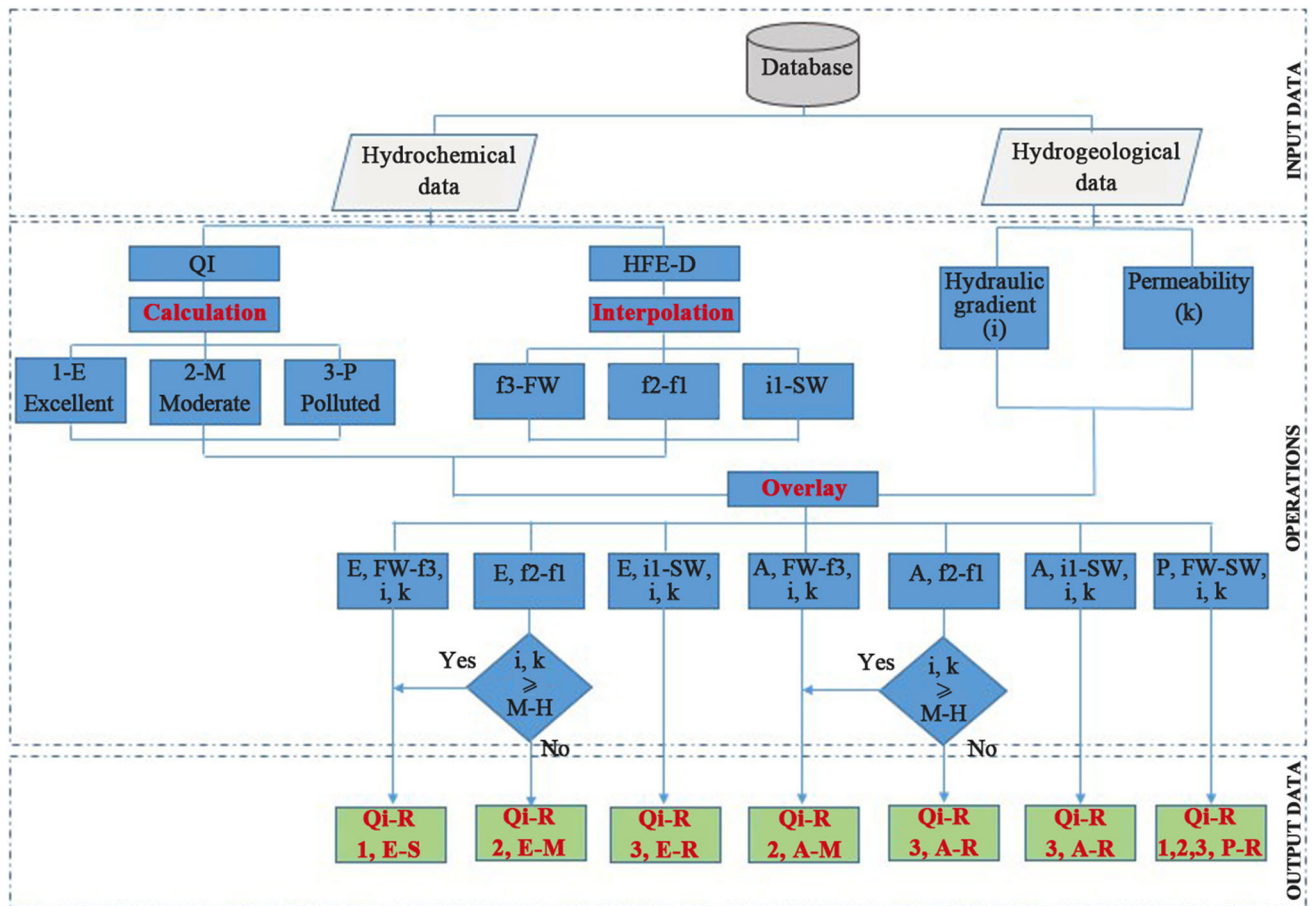 Database
INPUT DATA
Hydrochemical
data
Hydrogeological
data
QI
HFE-D
Hydraulic
gradient
(i)
Permeability
(k)
Calculation
Interpolation
1-E
Excellent
2-M
Moderate
3-P
Polluted
f3-FW
f2-f1
i1-SW
OPERATIONS
Overlay
E, FW-f3,
i, k
E, f2-f1
E, i1-SW,
i, k
A, FW-f3,
i, k
A, f2-f1
A, i1-SW,
i, k
P, FW-SW,
i, k
Yes
i, k
⩾
M-H
No
Yes
i, k
⩾
M-H
No
Qi-R
1, E-S
Qi-R
2, E-M
Qi-R
3, E-R
Qi-R
2, A-M
Qi-R
3, A-R
Qi-R
3, A-R
Qi-R
1,2,3, P-R
OUTPUT DATA